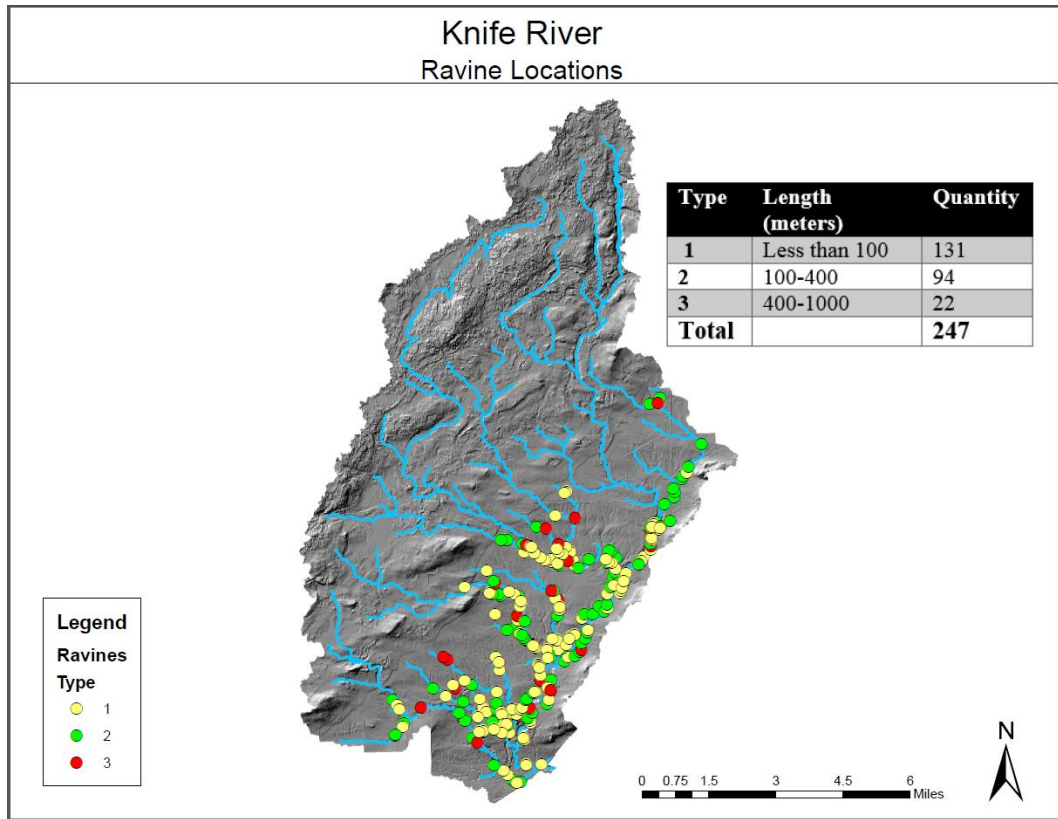 Knife River
Ravine Locations
Type Length (meters) Quantity
1 Less than 100 131
2 100-400 94
3 400-1000 22
Total 247
Legend
Ravines
Type
1
2
3
N
0 0.75 1.5 3 4.5 6
Miles